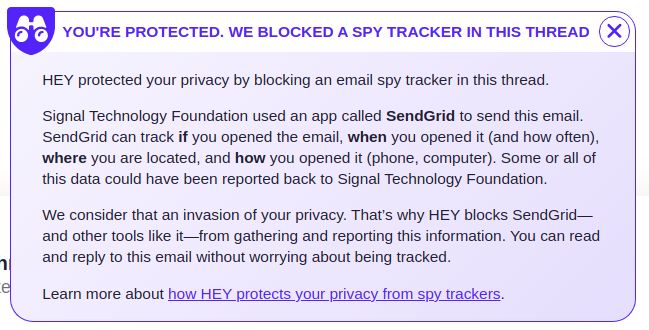 YOU'RE PROTECTED. WE BLOCKED A SPY TRACKER IN THIS THREAD
HEY protected your privacy by blocking an email spy tracker in this thread.
Signal Technology Foundation used an app called SendGrid to send this email.
SendGrid can track if you opened the email, when you opened it (and how often),
where you are located, and how you opened it (phone, computer). Some or all of
this data could have been reported back to Signal Technology Foundation.
We consider that an invasion of your privacy. That’s why HEY blocks SendGrid—
and other tools like it—from gathering and reporting this information. You can read
and reply to this email without worrying about being tracked.
Learn more about how HEY protects your privacy from spy trackers.